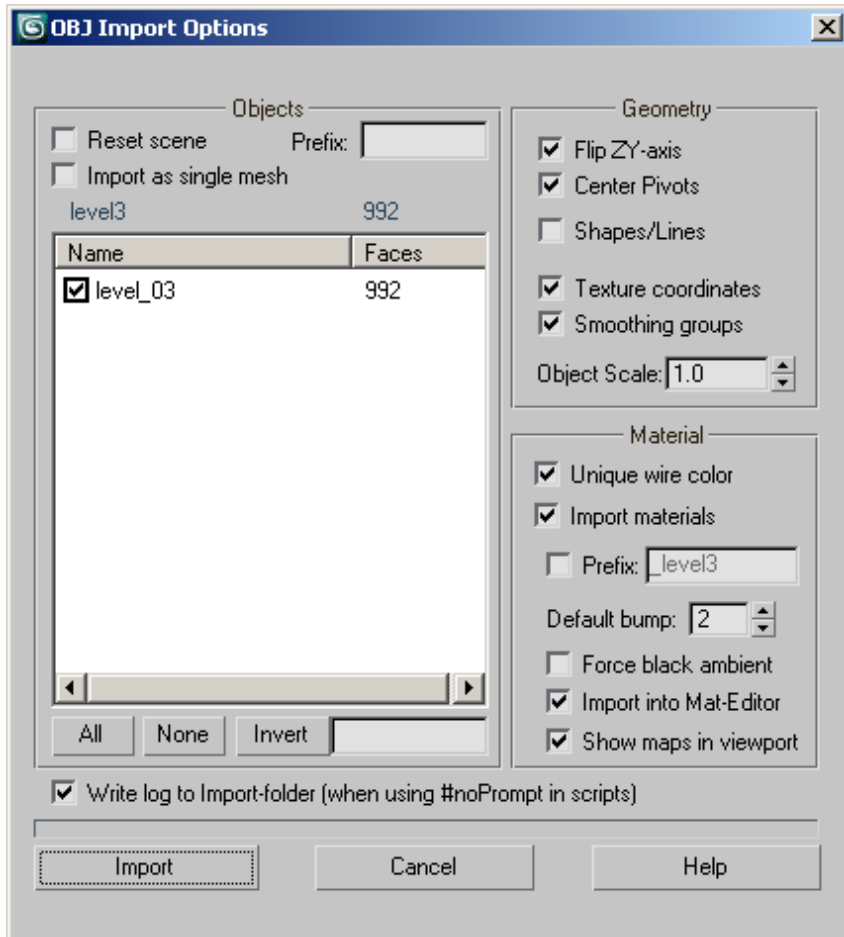 OBJ Import Options
Objects
Reset scene Prefix:
Import as single mesh
level3 992
Name Faces
level_03 992
All None Invert
Geometry
Flip ZY-axis
Center Pivots
Shapes/Lines
Texture coordinates
Smoothing groups
Object Scale: 1.0
Material
Unique wire color
Import materials
Prefix: _level3
Default bump: 2
Force black ambient
Import into Mat-Editor
Show maps in viewport
Write log to Import-folder (when using #noPrompt in scripts)
Import Cancel Help